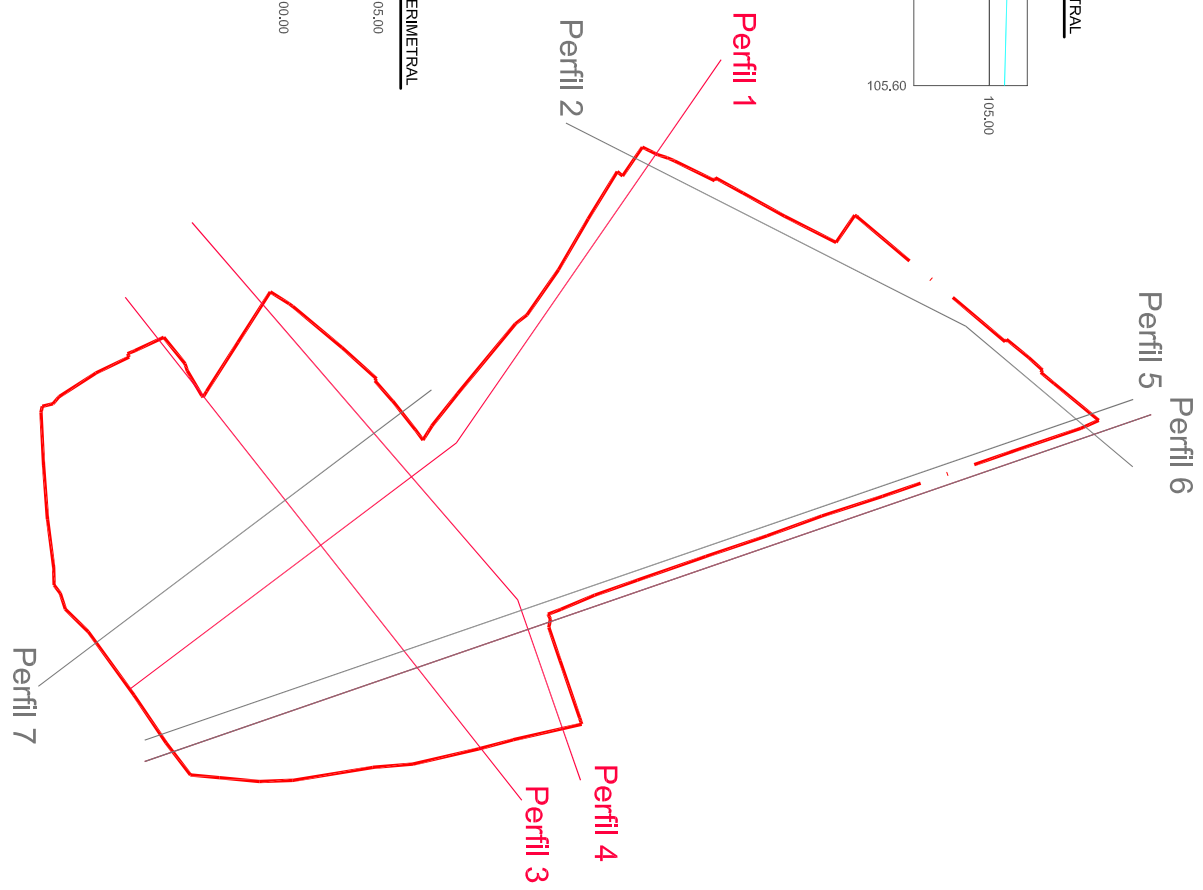 TRAL
105.60
105.00
ERIMETRAL
05.00
00.00
Perfil 1
Perfil 2
Perfil 5
Perfil 6
Perfil 7
Perfil 4
Perfil 3